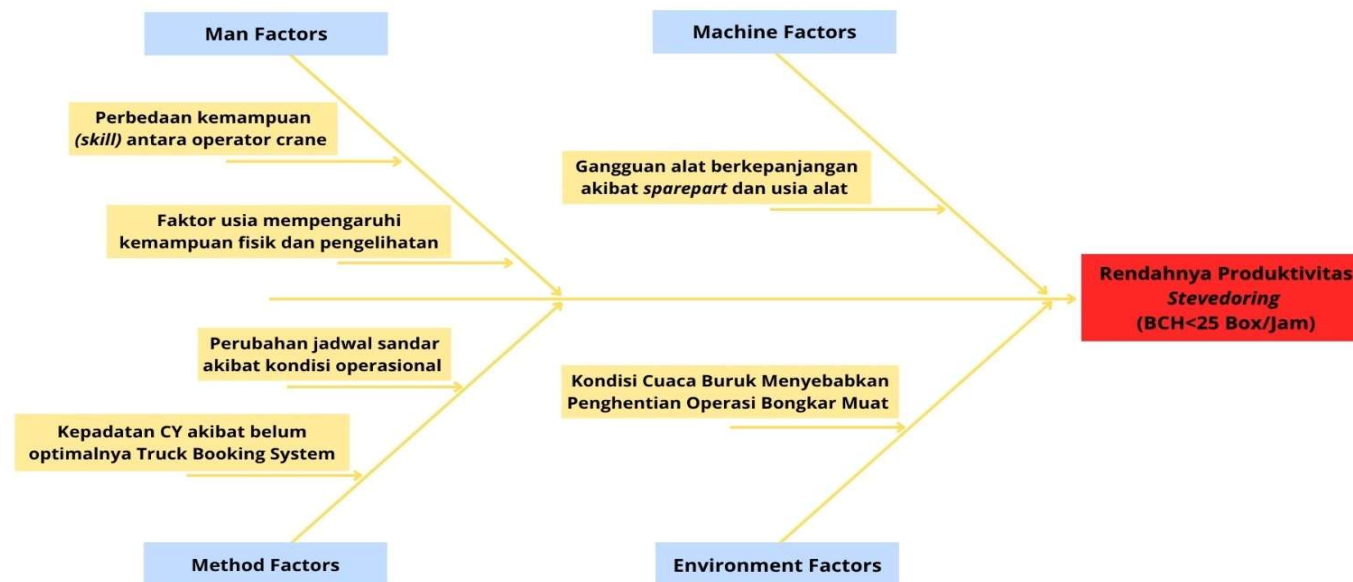 Man Factors
Machine Factors
Perbedaan kemampuan
(skill) antara operator crane
Gangguan alat berkepanjangan
akibat sparepart dan usia alat
Faktor usia mempengaruhi
kemampuan fisik dan pengelihatan
Rendahnya Produktivitas
Stevedoring
(BCH<25 Box/Jam)
Perubahan jadwal sandar
akibat kondisi operasional
Kondisi Cuaca Buruk Menyebabkan
Penghentian Operasi Bongkar Muat
Kepadatan CY akibat belum
optimalnya Truck Booking System
Method Factors
Environment Factors